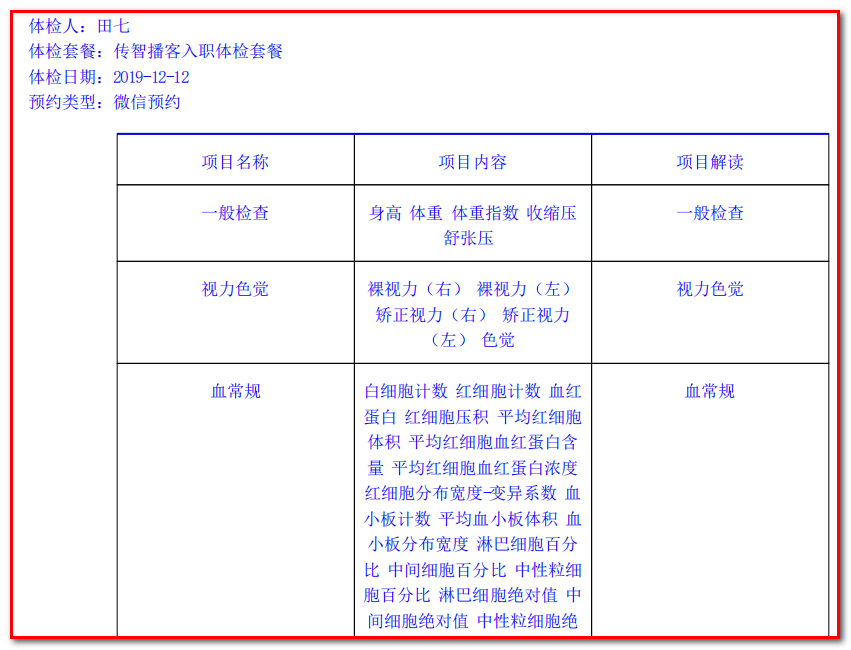 体检人：田七
体检套餐：传智播客入职体检套餐
体检日期：2019-12-12
预约类型：微信预约
项目名称 项目内容 项目解读
一般检查 身高 体重 体重指数 收缩压 一般检查
舒张压
视力色觉 裸视力（右） 裸视力（左） 视力色觉
矫正视力（右） 矫正视力
（左） 色觉
血常规 白细胞计数 红细胞计数 血红 血常规
蛋白 红细胞压积 平均红细胞
体积 平均红细胞血红蛋白含
量 平均红细胞血红蛋白浓度
红细胞分布宽度-变异系数 血
小板计数 平均血小板体积 血
小板分布宽度 淋巴细胞百分
比 中间细胞百分比 中性粒细
胞百分比 淋巴细胞绝对值 中
间细胞绝对值 中性粒细胞绝